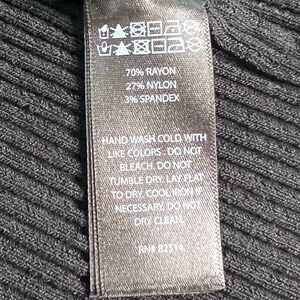 70% RAYON
27% NYLON
3% SPANDEX
HAND WASH COLD WITH
LIKE COLORS . DO NOT
BLEACH. DO NOT
TUMBLE DRY. LAY FLAT
TO DRY. COOL IRON IF
NECESSARY. DO NOT
DRY CLEAN.
RN# 82514